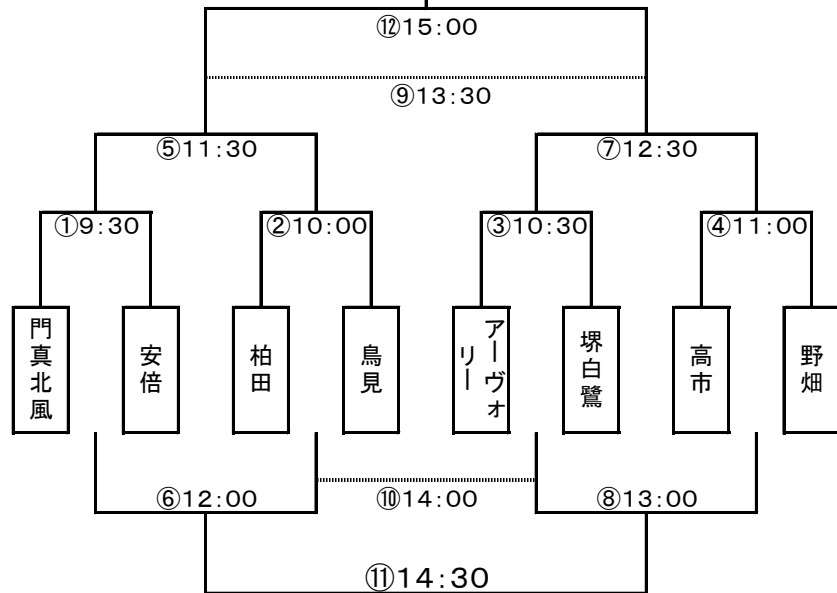 ⑫15:00
⑨13:30
⑤11:30
⑦12:30
①9:30
②10:00
③10:30
④11:00
門真北風
安倍
柏田
鳥見
アーヴォリー
堺白鷺
高市
野畑
⑥12:00
⑩14:00
⑧13:00
⑪14:30